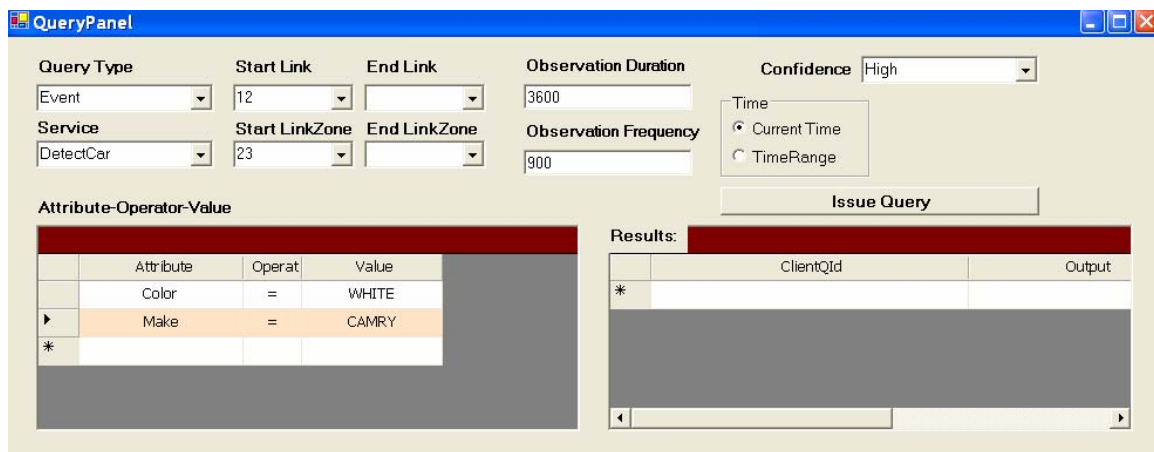 QueryPanel
Query Type Start Link End Link Observation Duration Confidence High
Event 12 3600
Time
Service Start LinkZone End LinkZone Observation Frequency Current Time
DetectCar 23 900 TimeRange
Issue Query
Attribute-Operator-Value
Results:
Attribute Operat Value
ClientQId Output
Color = WHITE
*
Make = CAMRY
*